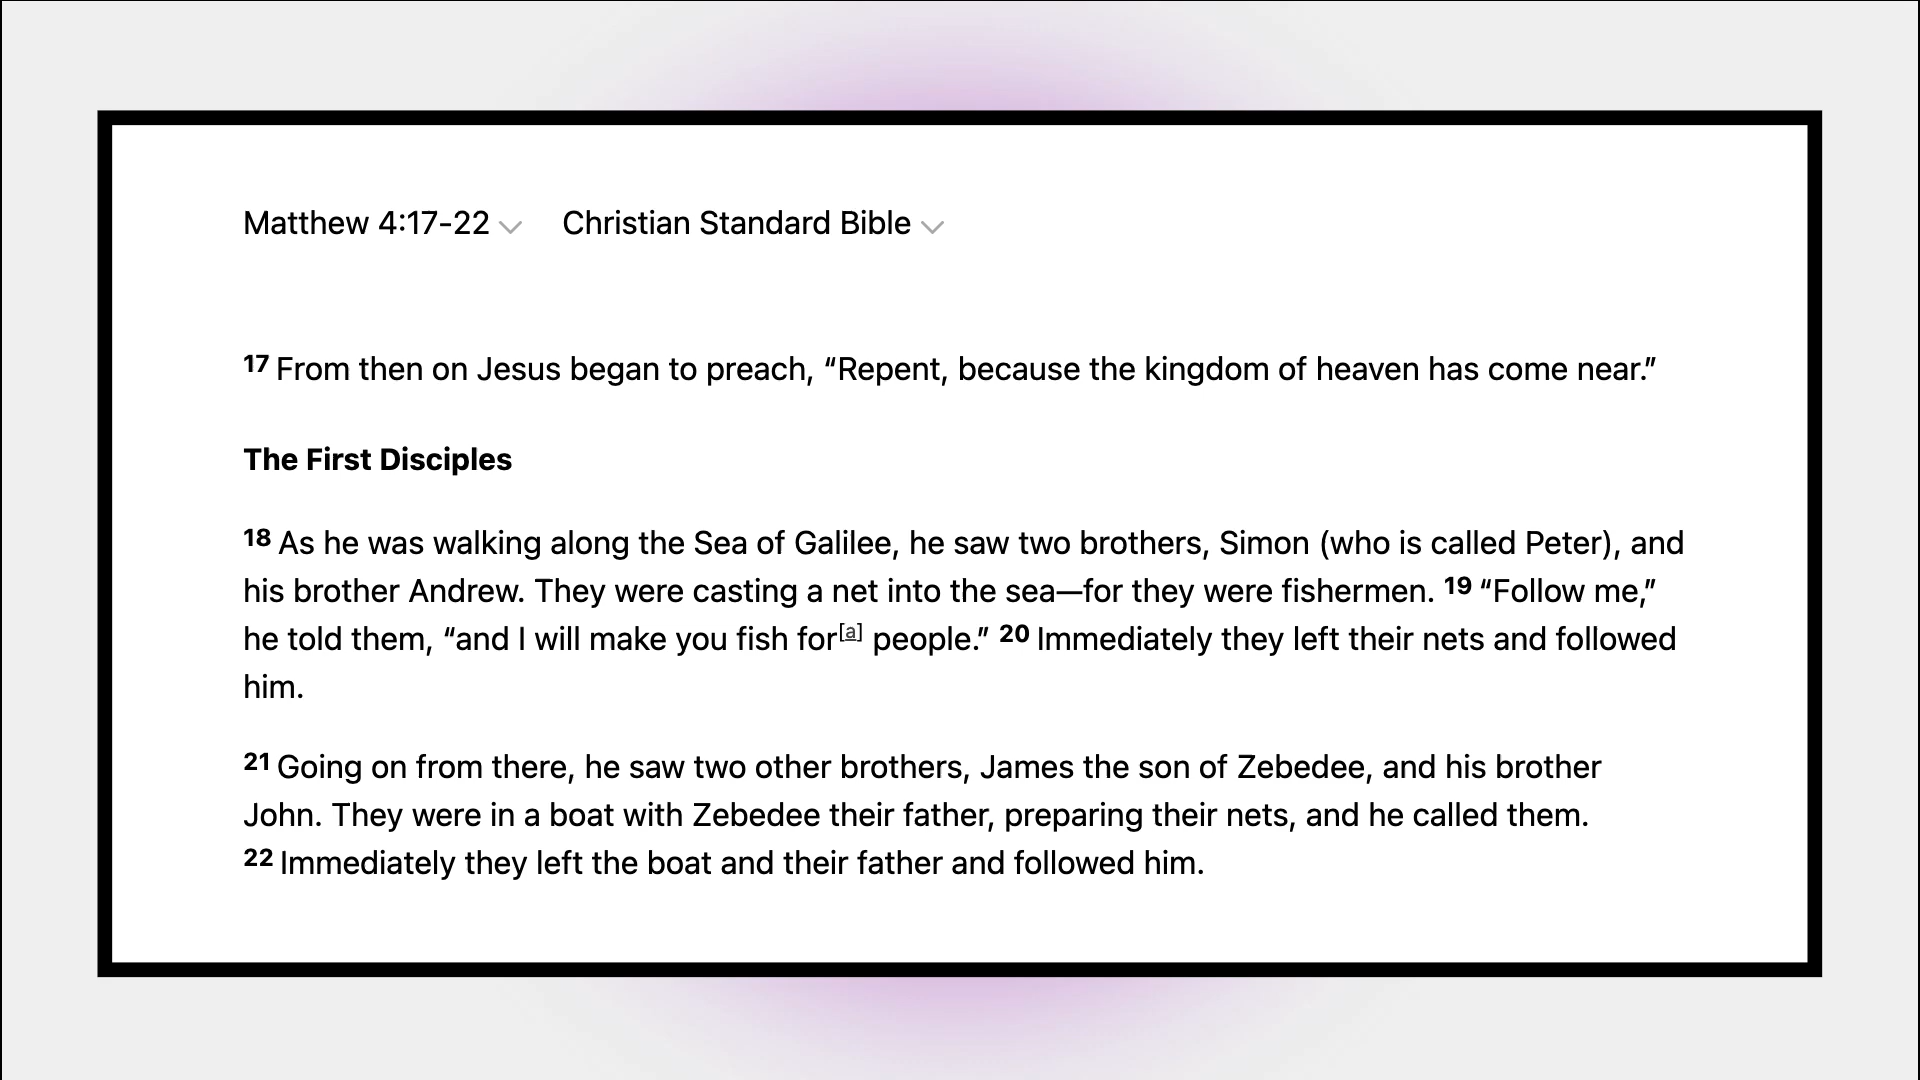 Matthew 4:17-22 Christian Standard Bible
17 From then on Jesus began to preach, “Repent, because the kingdom of heaven has come near.”
The First Disciples
18 As he was walking along the Sea of Galilee, he saw two brothers, Simon (who is called Peter), and
his brother Andrew. They were casting a net into the sea—for they were fishermen. 19 “Follow me,”
he told them, “and I will make you fish for[a] people.” 20 Immediately they left their nets and followed
him.
21 Going on from there, he saw two other brothers, James the son of Zebedee, and his brother
John. They were in a boat with Zebedee their father, preparing their nets, and he called them.
22 Immediately they left the boat and their father and followed him.